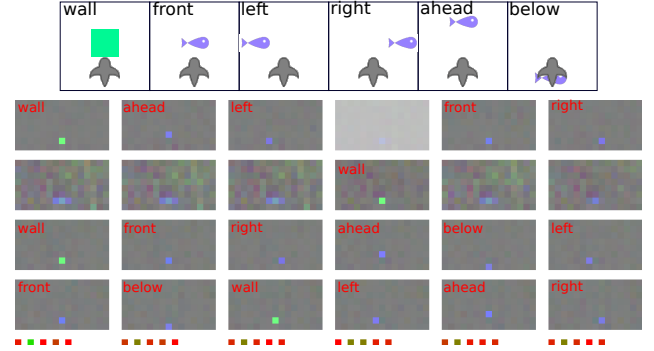 wall front left right ahead below
wall ahead left front right
wall
wall front right ahead below left
front below wall left ahead right